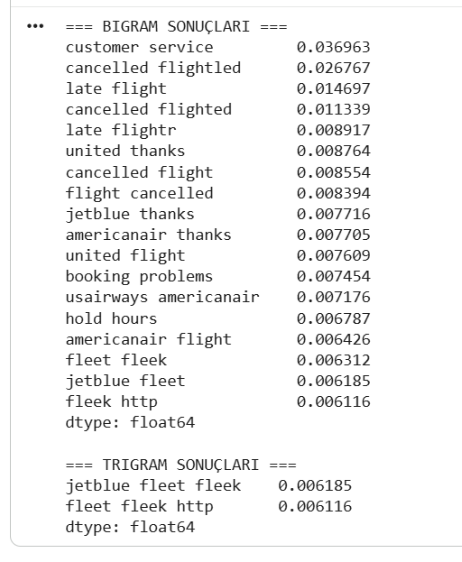 ... === BIGRAM SONUÇLARI ===
customer service 0.036963
cancelled flightled 0.026767
late flight 0.014697
cancelled flighted 0.011339
late flightr 0.008917
united thanks 0.008764
cancelled flight 0.008554
flight cancelled 0.008394
jetblue thanks 0.007716
americanair thanks 0.007705
united flight 0.007609
booking problems 0.007454
usairways americanair 0.007176
hold hours 0.006787
americanair flight 0.006426
fleet fleek 0.006312
jetblue fleet 0.006185
fleek http 0.006116
dtype: float64
=== TRIGRAM SONUÇLARI ===
jetblue fleet fleek 0.006185
fleet fleek http 0.006116
dtype: float64